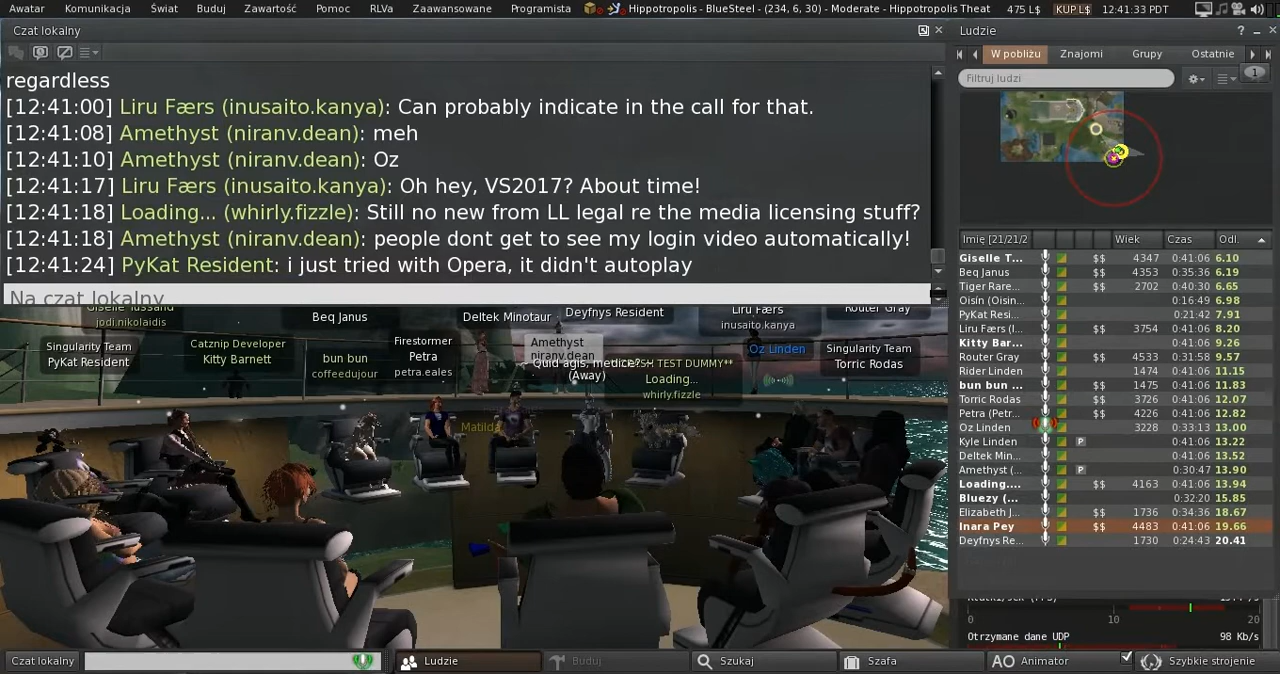 Awatar Komunikacja Świat Buduj Zawartość Pomoc RLVa Zaawansowane Programista Hippotropolis - BlueSteel - (234, 6, 30) - Moderate - Hippotropolis Theat 475 L$ KUP L$ 12:41:33 PDT
Czat lokalny
regardless
[12:41:00] Liru Færs (inusaito.kanya): Can probably indicate in the call for that.
[12:41:08] Amethyst (niranv.dean): meh
[12:41:10] Amethyst (niranv.dean): Oz
[12:41:17] Liru Færs (inusaito.kanya): Oh hey, VS2017? About time!
[12:41:18] Loading... (whirly.fizzle): Still no new from LL legal re the media licensing stuff?
[12:41:18] Amethyst (niranv.dean): people dont get to see my login video automatically!
[12:41:24] PyKat Resident: i just tried with Opera, it didn't autoplay
Na czat lokalny
jodi.nikolaidis
Singularity Team
PyKat Resident
Beq Janus
Catznip Developer
Kitty Barnett
bun bun
coffeedujour
Firestormer
Petra
petra.eales
Deltek Minotaur
Deyfnys Resident
Amethyst
niranv.dean
Quid agis, medice?
(Away)
TEST DUMMY**
Loading...
whirly.fizzle
Liru Færs
inusaito.kanya
Oz Linden
Router Gray
Singularity Team
Torric Rodas
Matilda
Ludzie
W pobliżu Znajomi Grupy Ostatnie
Filtruj ludzi 1
Imię [21/21/2 Wiek Czas Odl.
Giselle T... $$ 4347 0:41:06 6.10
Beq Janus $$ 4353 0:35:36 6.19
Tiger Rare... $$ 2702 0:40:30 6.65
Oisín (Oisin... 0:16:49 6.98
PyKat Resi... 0:21:42 7.91
Liru Færs (I... $$ 3754 0:41:06 8.20
Kitty Bar... 0:41:06 9.26
Router Gray $$ 4533 0:31:58 9.57
Rider Linden 1474 0:41:06 11.15
bun bun ... $$ 1475 0:41:06 11.83
Torric Rodas $$ 3726 0:41:06 12.07
Petra (Petr... $$ 4226 0:41:06 12.82
Oz Linden 3228 0:33:13 13.00
Kyle Linden P 0:41:06 13.22
Deltek Min... 0:41:06 13.52
Amethyst (... P 0:30:47 13.90
Loading.... $$ 4163 0:41:06 13.94
Bluezy (... 0:32:20 15.85
Elizabeth J... $$ 1736 0:34:36 18.67
Inara Pey $$ 4483 0:41:06 19.66
Deyfnys Re... 1730 0:24:43 20.41
0 10 20
Otrzymane dane UDP 98 Kb/s
Czat lokalny Ludzie Buduj Szukaj Szafa AO Animator Szybkie strojenie